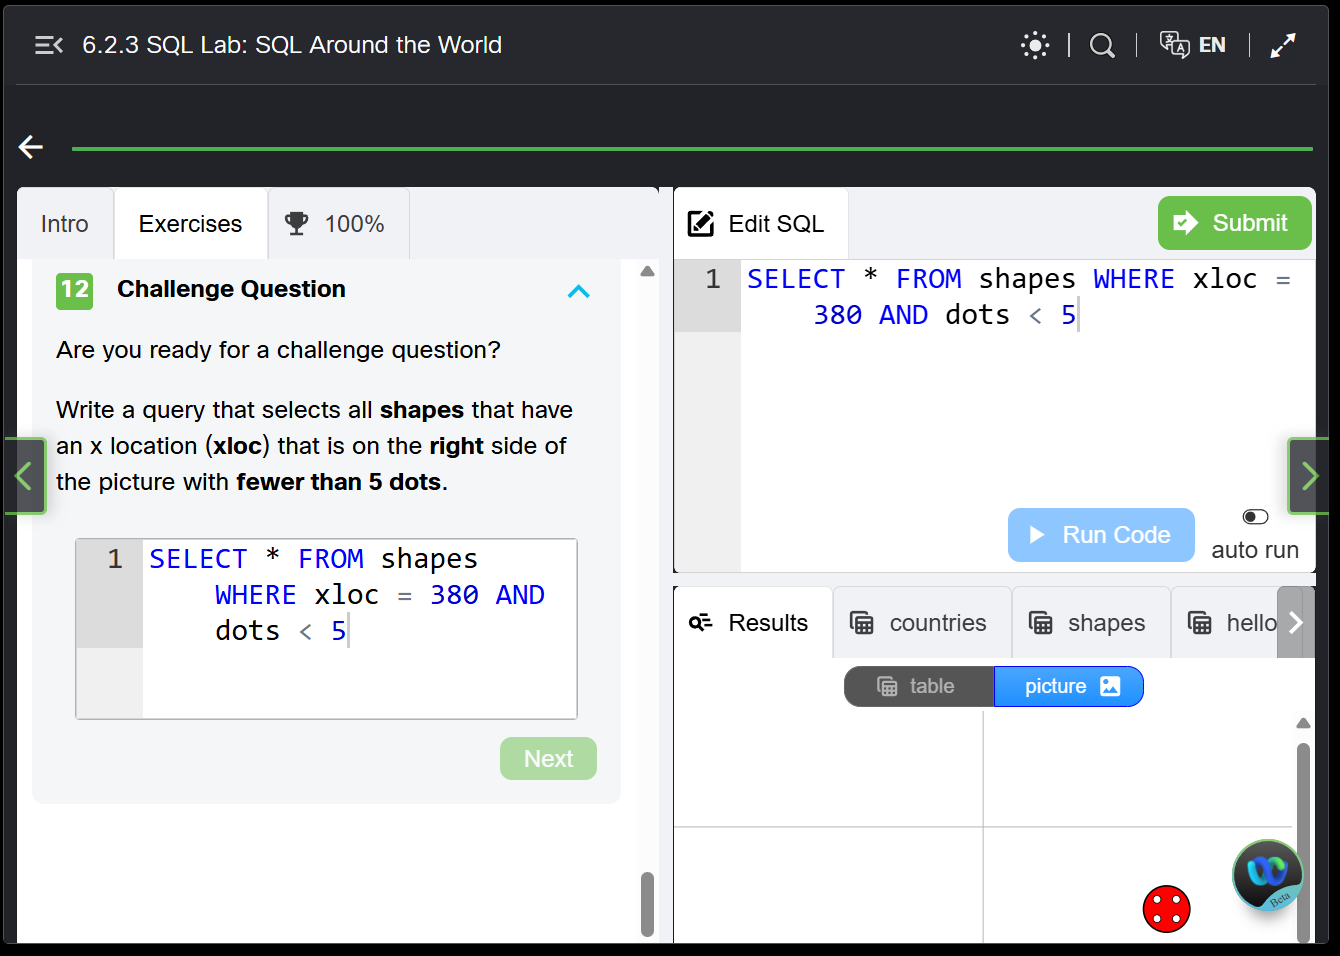 6.2.3 SQL Lab: SQL Around the World
EN
Intro
Exercises
100%
12 Challenge Question
Are you ready for a challenge question?
Write a query that selects all shapes that have
an x location (xloc) that is on the right side of
the picture with fewer than 5 dots.
1 SELECT * FROM shapes
WHERE xloc = 380 AND
dots < 5
Next
Edit SQL
Submit
1 SELECT * FROM shapes WHERE xloc =
380 AND dots < 5
Run Code
auto run
Results
countries
shapes
hello
table
picture
Beta